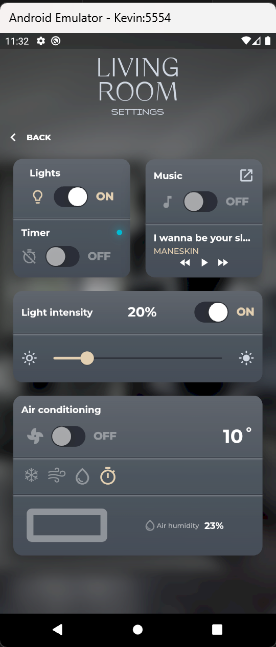 Android Emulator - Kevin:5554
11:32
LIVING
ROOM
SETTINGS
BACK
Lights
ON
Timer
OFF
Music
OFF
I wanna be your sl...
MANESKIN
Light intensity 20% ON
Air conditioning
OFF 10°
Air humidity 23%